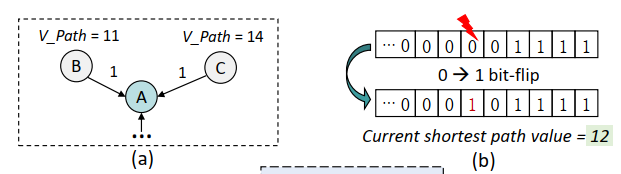 V_Path = 11
V_Path = 14
B
C
1
1
A
...
(a)
... 0 0 0 0 0 1 1 1 1
0 → 1 bit-flip
... 0 0 0 1 0 1 1 1 1
Current shortest path value = 12
(b)